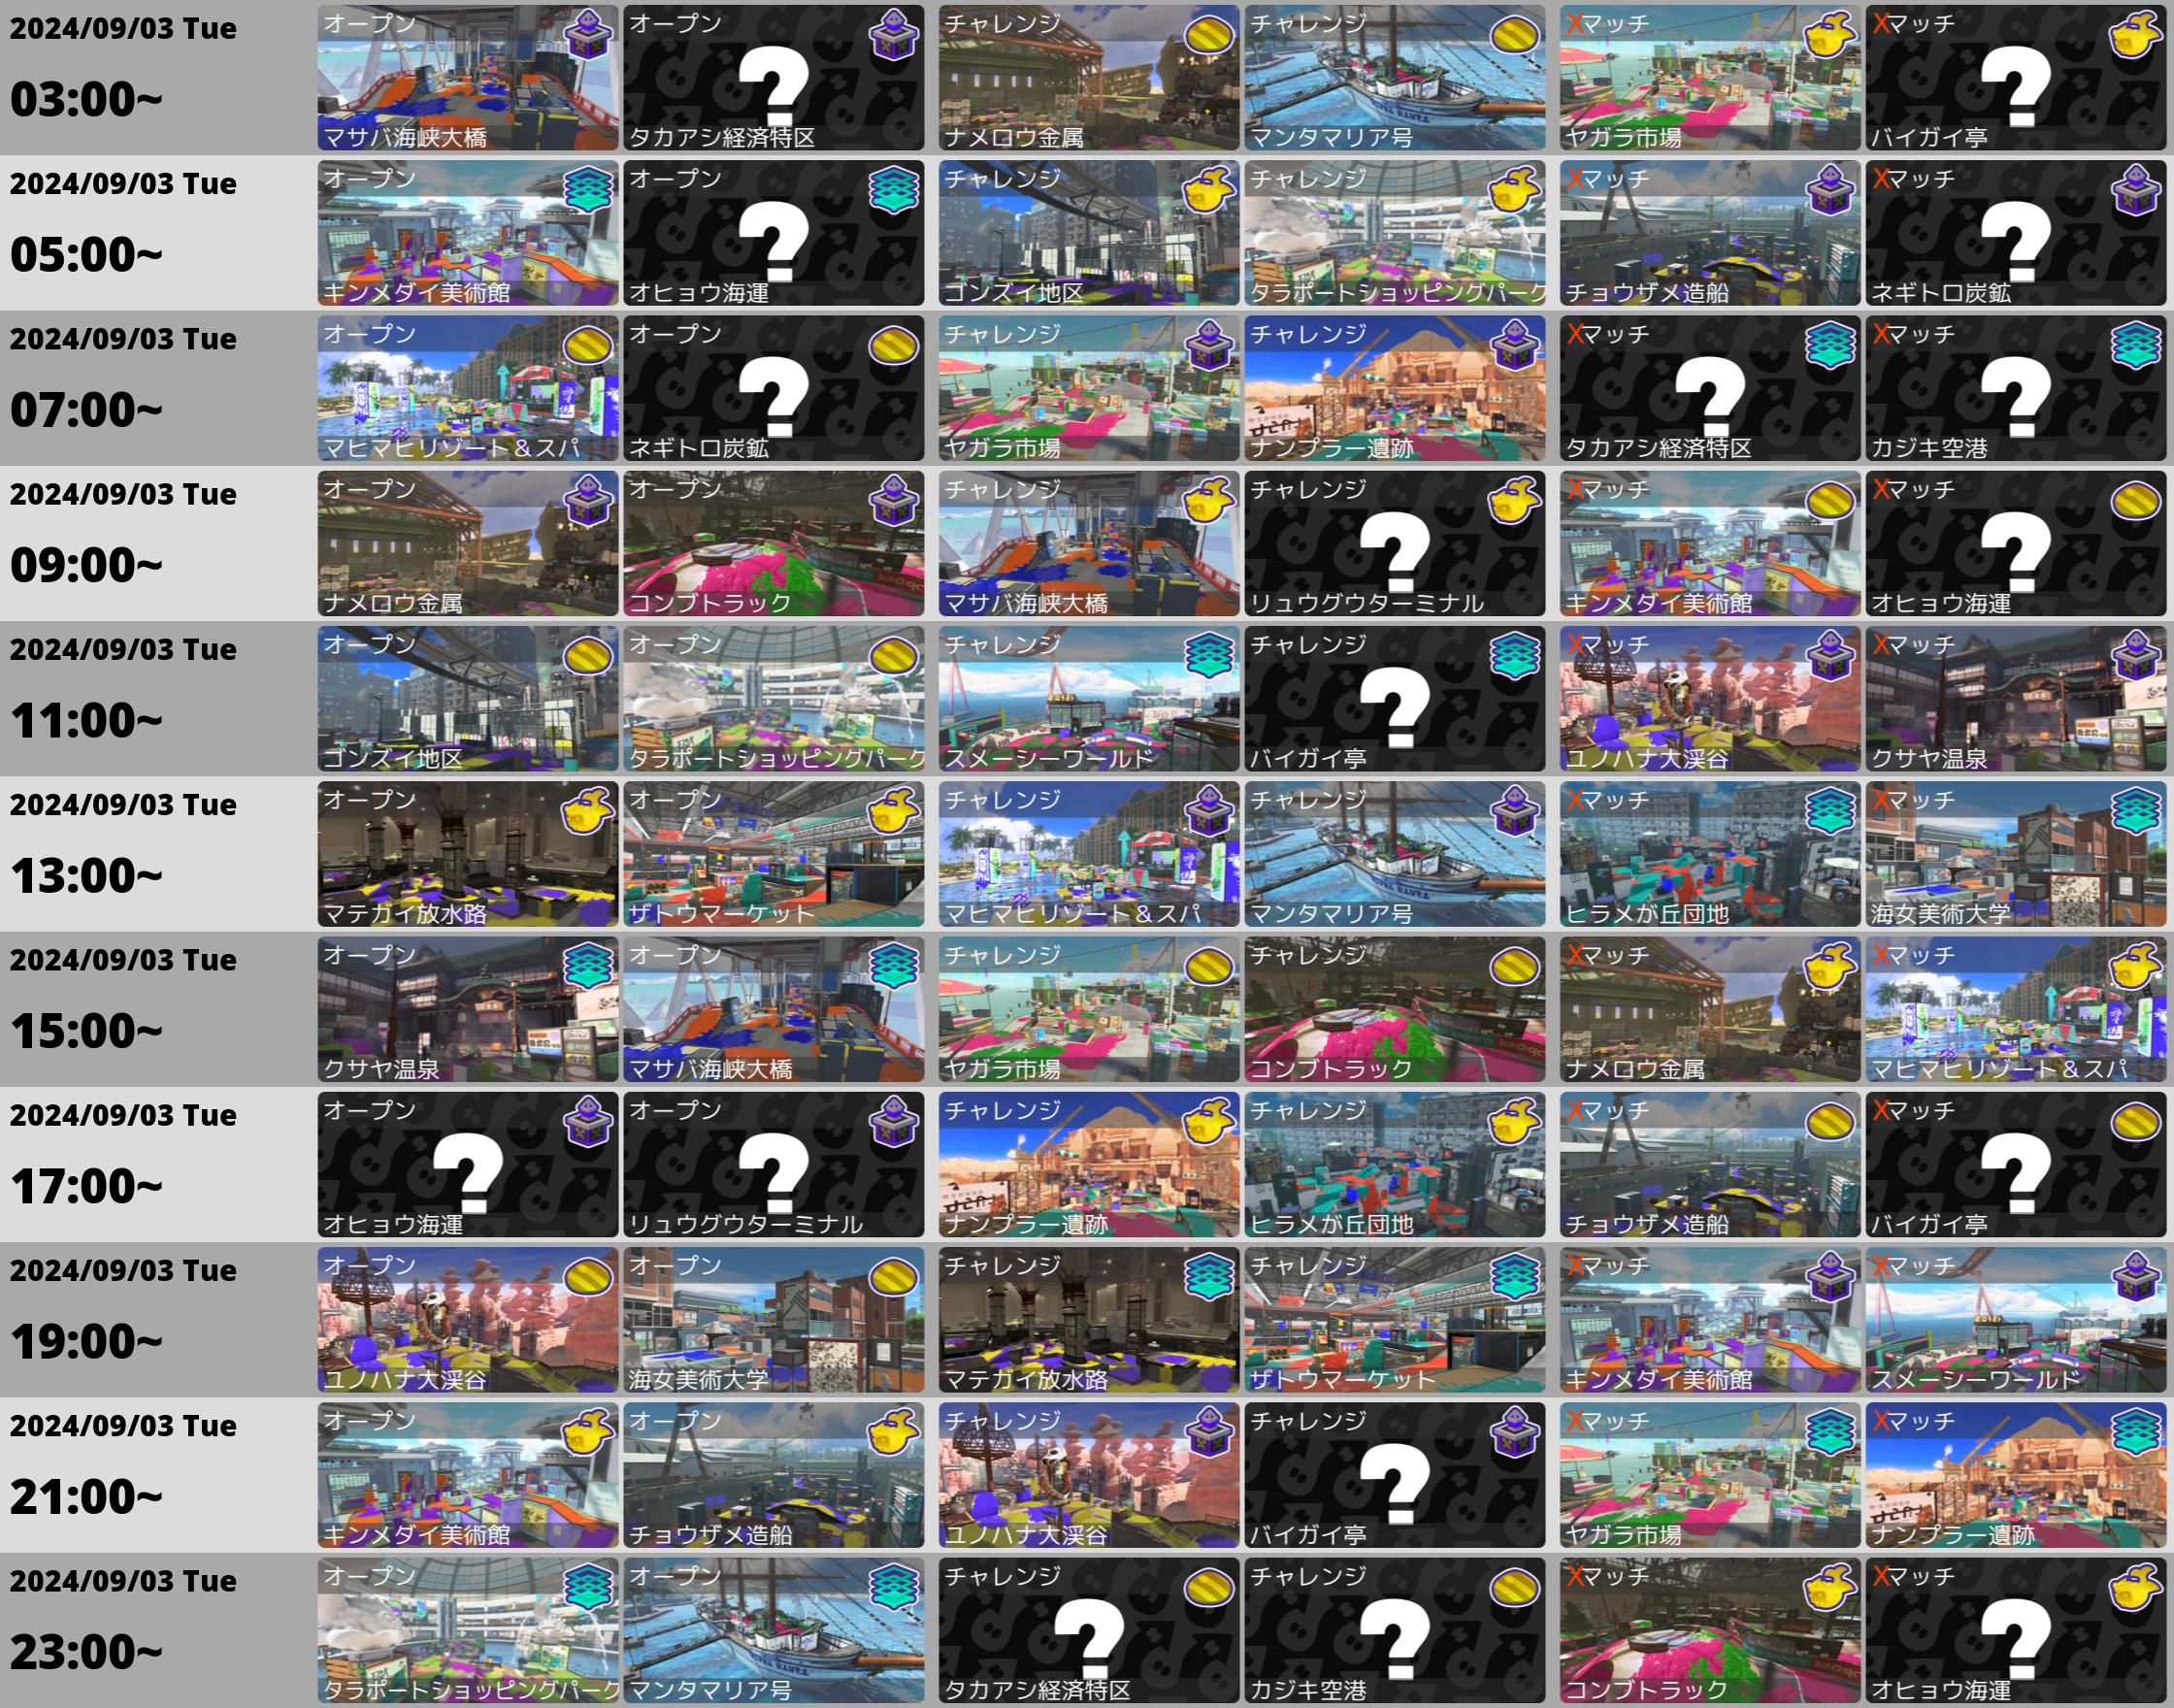 2024/09/03 Tue
03:00~
オープン
マサバ海峡大橋
オープン
タカアシ経済特区
チャレンジ
ナメロウ金属
チャレンジ
マンタマリア号
Xマッチ
ヤガラ市場
Xマッチ
バイガイ亭
2024/09/03 Tue
05:00~
オープン
キンメダイ美術館
オープン
オヒョウ海運
チャレンジ
ゴンズイ地区
チャレンジ
タラポートショッピングパーク
Xマッチ
チョウザメ造船
Xマッチ
ネギトロ炭鉱
2024/09/03 Tue
07:00~
オープン
マヒマヒリゾート＆スパ
オープン
ネギトロ炭鉱
チャレンジ
ヤガラ市場
チャレンジ
ナンプラー遺跡
Xマッチ
タカアシ経済特区
Xマッチ
カジキ空港
2024/09/03 Tue
09:00~
オープン
ナメロウ金属
オープン
コンブトラック
チャレンジ
マサバ海峡大橋
チャレンジ
リュウグウターミナル
Xマッチ
キンメダイ美術館
Xマッチ
オヒョウ海運
2024/09/03 Tue
11:00~
オープン
ゴンズイ地区
オープン
タラポートショッピングパーク
チャレンジ
スメーシーワールド
チャレンジ
バイガイ亭
Xマッチ
ユノハナ大渓谷
Xマッチ
クサヤ温泉
2024/09/03 Tue
13:00~
オープン
マテガイ放水路
オープン
ザトウマーケット
チャレンジ
マヒマヒリゾート＆スパ
チャレンジ
マンタマリア号
Xマッチ
ヒラメが丘団地
Xマッチ
海女美術大学
2024/09/03 Tue
15:00~
オープン
クサヤ温泉
オープン
マサバ海峡大橋
チャレンジ
ヤガラ市場
チャレンジ
コンブトラック
Xマッチ
ナメロウ金属
Xマッチ
マヒマヒリゾート＆スパ
2024/09/03 Tue
17:00~
オープン
オヒョウ海運
オープン
リュウグウターミナル
チャレンジ
ナンプラー遺跡
チャレンジ
ヒラメが丘団地
Xマッチ
チョウザメ造船
Xマッチ
バイガイ亭
2024/09/03 Tue
19:00~
オープン
ユノハナ大渓谷
オープン
海女美術大学
チャレンジ
マテガイ放水路
チャレンジ
ザトウマーケット
Xマッチ
キンメダイ美術館
Xマッチ
スメーシーワールド
2024/09/03 Tue
21:00~
オープン
キンメダイ美術館
オープン
チョウザメ造船
チャレンジ
ユノハナ大渓谷
チャレンジ
バイガイ亭
Xマッチ
ヤガラ市場
Xマッチ
ナンプラー遺跡
2024/09/03 Tue
23:00~
オープン
タラポートショッピングパーク
オープン
マンタマリア号
チャレンジ
タカアシ経済特区
チャレンジ
カジキ空港
Xマッチ
コンブトラック
Xマッチ
オヒョウ海運